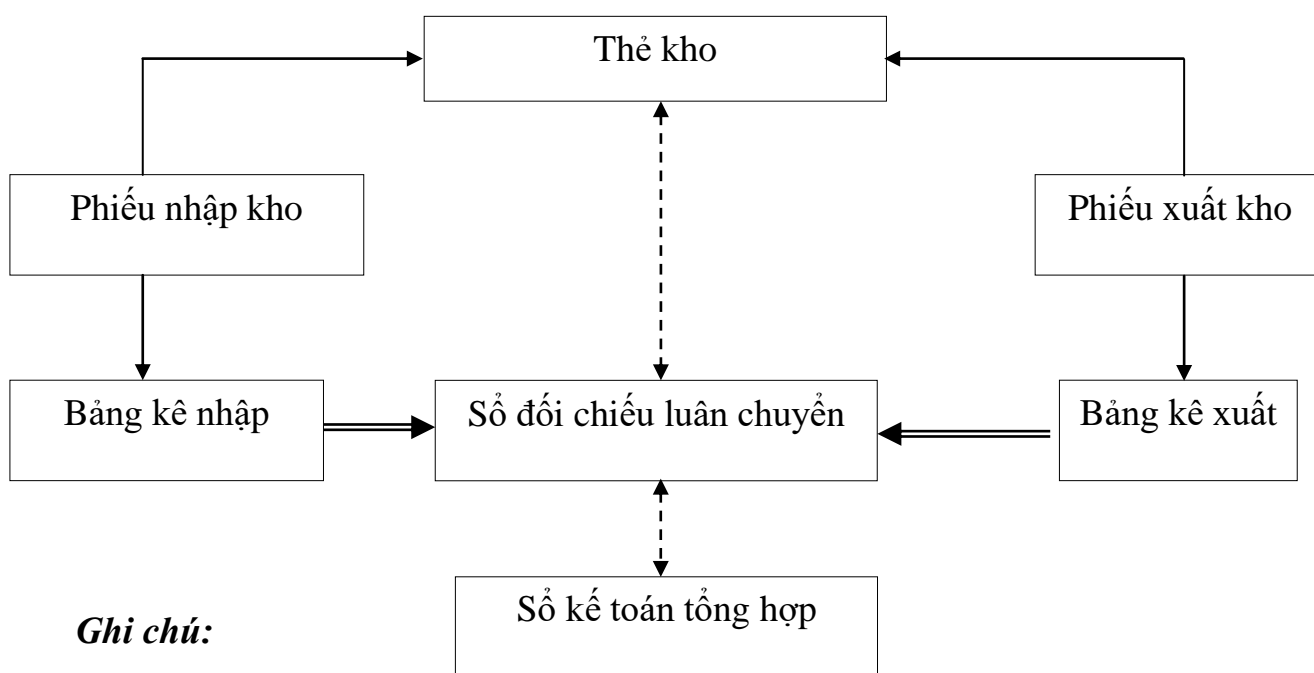 Thẻ kho
Phiếu nhập kho
Phiếu xuất kho
Bảng kê nhập
Sổ đối chiếu luân chuyển
Bảng kê xuất
Sổ kế toán tổng hợp
Ghi chú: